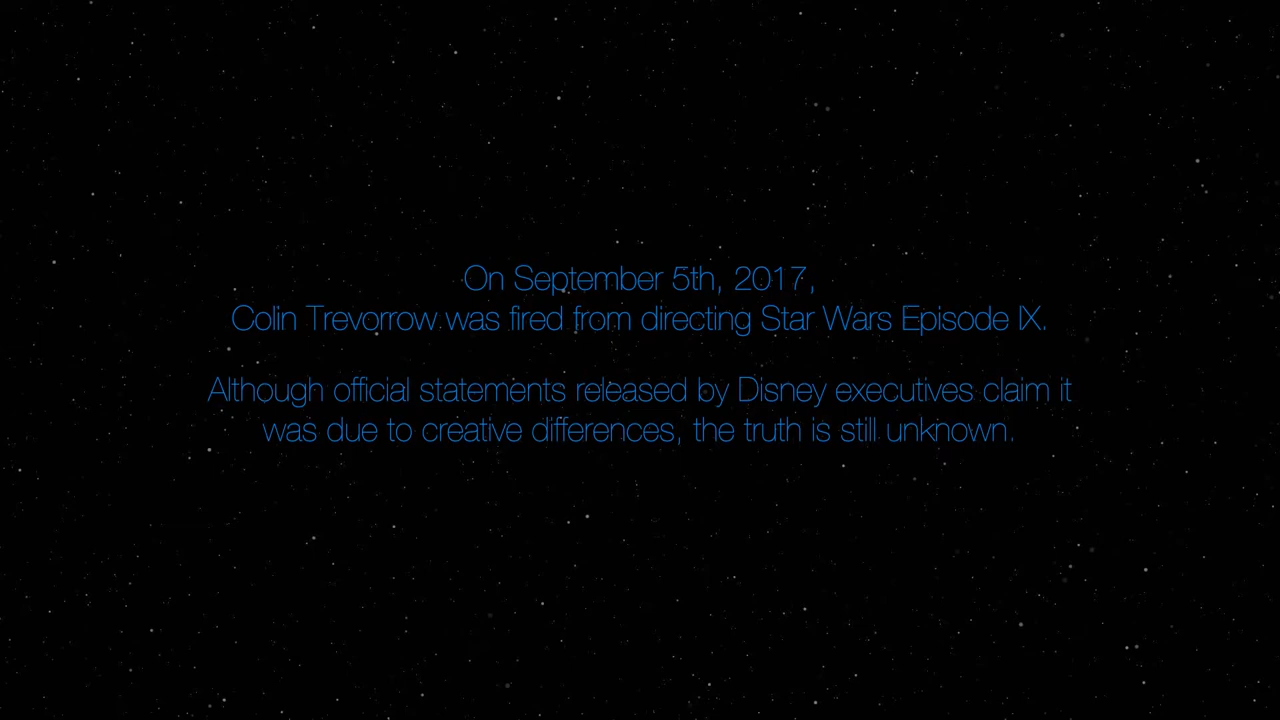 On September 5th, 2017,
Colin Trevorrow was fired from directing Star Wars Episode IX.
Although official statements released by Disney executives claim it
was due to creative differences, the truth is still unknown.